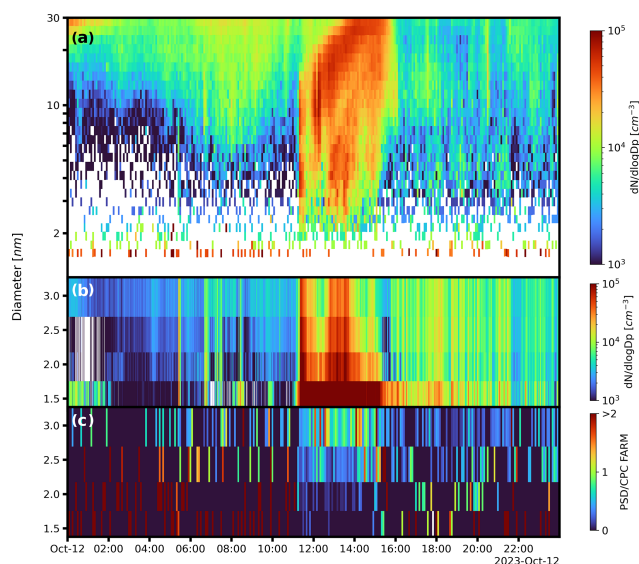 30
10
2
(a)
Diameter [nm]
10^5
10^4
10^3
dN/dlogDp [cm^-3]
(b)
3.0
2.5
2.0
1.5
10^5
10^4
10^3
dN/dlogDp [cm^-3]
(c)
3.0
2.5
2.0
1.5
>2
1
0
PSD/CPC FARM
Oct-12 02:00 04:00 06:00 08:00 10:00 12:00 14:00 16:00 18:00 20:00 22:00
2023-Oct-12